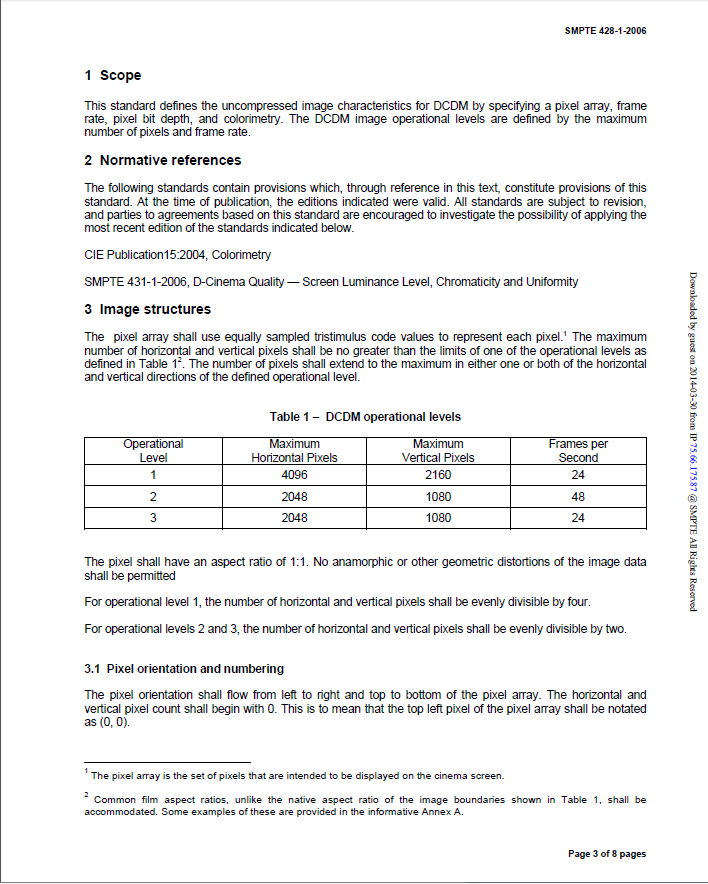 SMPTE 428-1-2006
1 Scope
This standard defines the uncompressed image characteristics for DCDM by specifying a pixel array, frame
rate, pixel bit depth, and colorimetry. The DCDM image operational levels are defined by the maximum
number of pixels and frame rate.
2 Normative references
The following standards contain provisions which, through reference in this text, constitute provisions of this
standard. At the time of publication, the editions indicated were valid. All standards are subject to revision,
and parties to agreements based on this standard are encouraged to investigate the possibility of applying the
most recent edition of the standards indicated below.
CIE Publication15:2004, Colorimetry
SMPTE 431-1-2006, D-Cinema Quality — Screen Luminance Level, Chromaticity and Uniformity
3 Image structures
The pixel array shall use equally sampled tristimulus code values to represent each pixel.1 The maximum
number of horizontal and vertical pixels shall be no greater than the limits of one of the operational levels as
defined in Table 12. The number of pixels shall extend to the maximum in either one or both of the horizontal
and vertical directions of the defined operational level.
Table 1 – DCDM operational levels
Operational Level Maximum Horizontal Pixels Maximum Vertical Pixels Frames per Second
1 4096 2160 24
2 2048 1080 48
3 2048 1080 24
The pixel shall have an aspect ratio of 1:1. No anamorphic or other geometric distortions of the image data
shall be permitted
For operational level 1, the number of horizontal and vertical pixels shall be evenly divisible by four.
For operational levels 2 and 3, the number of horizontal and vertical pixels shall be evenly divisible by two.
3.1 Pixel orientation and numbering
The pixel orientation shall flow from left to right and top to bottom of the pixel array. The horizontal and
vertical pixel count shall begin with 0. This is to mean that the top left pixel of the pixel array shall be notated
as (0, 0).
1 The pixel array is the set of pixels that are intended to be displayed on the cinema screen.
2 Common film aspect ratios, unlike the native aspect ratio of the image boundaries shown in Table 1, shall be
accommodated. Some examples of these are provided in the informative Annex A.
Page 3 of 8 pages
Downloaded by guest on 2014-03-30 from IP 75.66.175.87 @ SMPTE All Rights Reserved